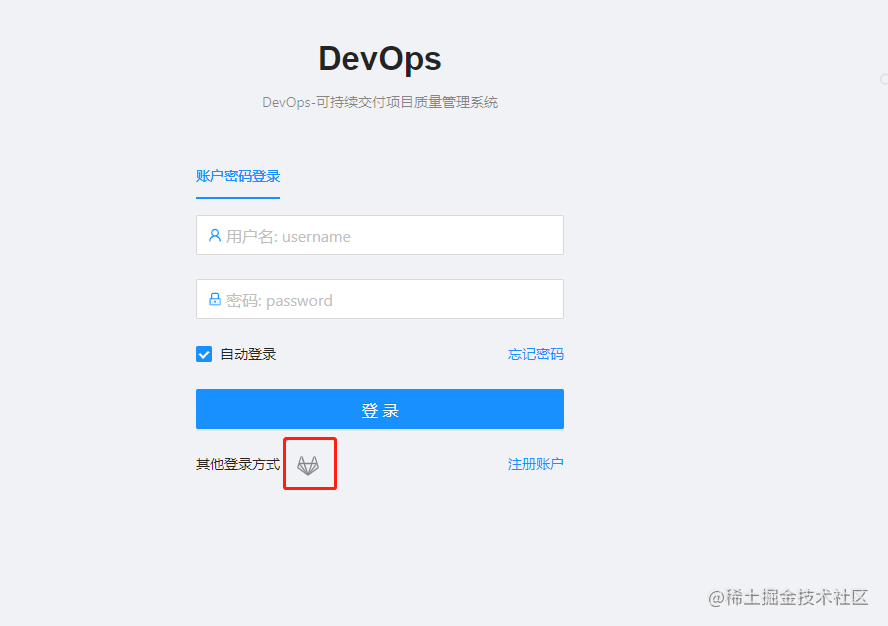 DevOps
DevOps-可持续交付项目质量管理系统
账户密码登录
用户名: username
密码: password
自动登录 忘记密码
登 录
其他登录方式 注册账户
@稀土掘金技术社区